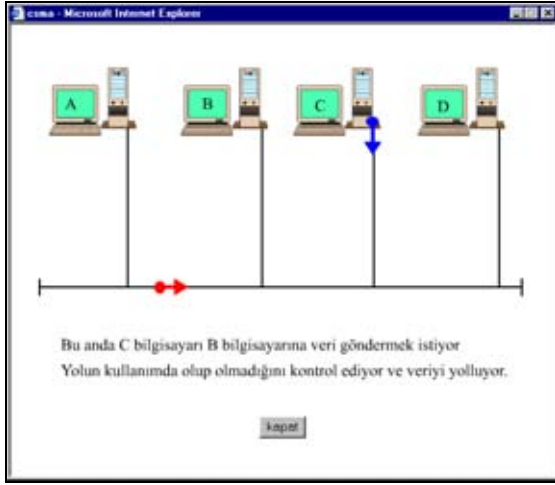 csma - Microsoft Internet Explorer
A B C D
Bu anda C bilgisayarı B bilgisayarına veri göndermek istiyor
Yolun kullanımda olup olmadığını kontrol ediyor ve veriyi yolluyor.
kapat